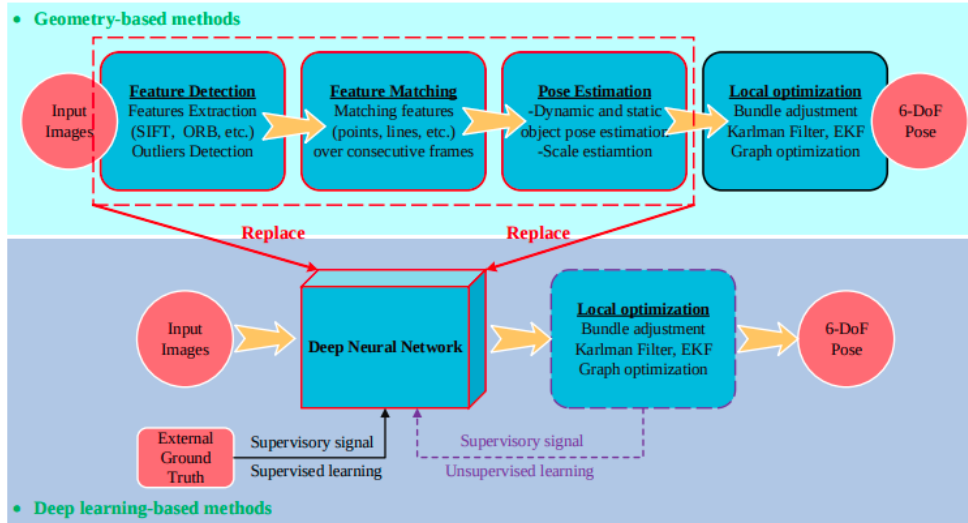 • Geometry-based methods
Input
Images
Feature Detection
Features Extraction
(SIFT, ORB, etc.)
Outliers Detection
Feature Matching
Matching features
(points, lines, etc.)
over consecutive frames
Pose Estimation
-Dynamic and static
object pose estimation
-Scale estiamtion
Local optimization
Bundle adjustment
Karlman Filter, EKF
Graph optimization
6-DoF
Pose
Replace
Replace
Input
Images
Deep Neural Network
Local optimization
Bundle adjustment
Karlman Filter, EKF
Graph optimization
6-DoF
Pose
External
Ground
Truth
Supervisory signal
Supervised learning
Supervisory signal
Unsupervised learning
• Deep learning-based methods